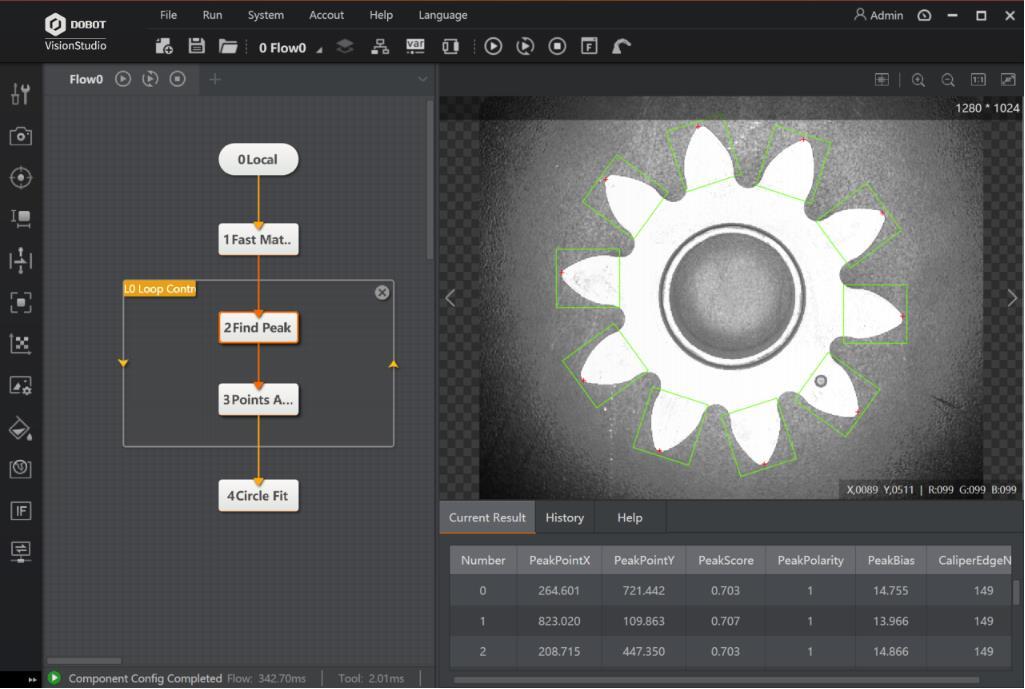 DOBOT
VisionStudio
File Run System Accout Help Language
Admin
0 Flow0
var
F
Flow0
1:1
1280 * 1024
0 Local
1 Fast Mat..
L0 Loop Contr
2 Find Peak
3 Points A...
4 Circle Fit
IF
X,0089 Y,0511 | R:099 G:099 B:099
Current Result History Help
Number PeakPointX PeakPointY PeakScore PeakPolarity PeakBias CaliperEdgeN
0 264.601 721.442 0.703 1 14.755 149
1 823.020 109.863 0.707 1 13.966 149
2 208.715 447.350 0.703 1 14.866 149
Component Config Completed Flow: 342.70ms | Tool: 2.01ms |